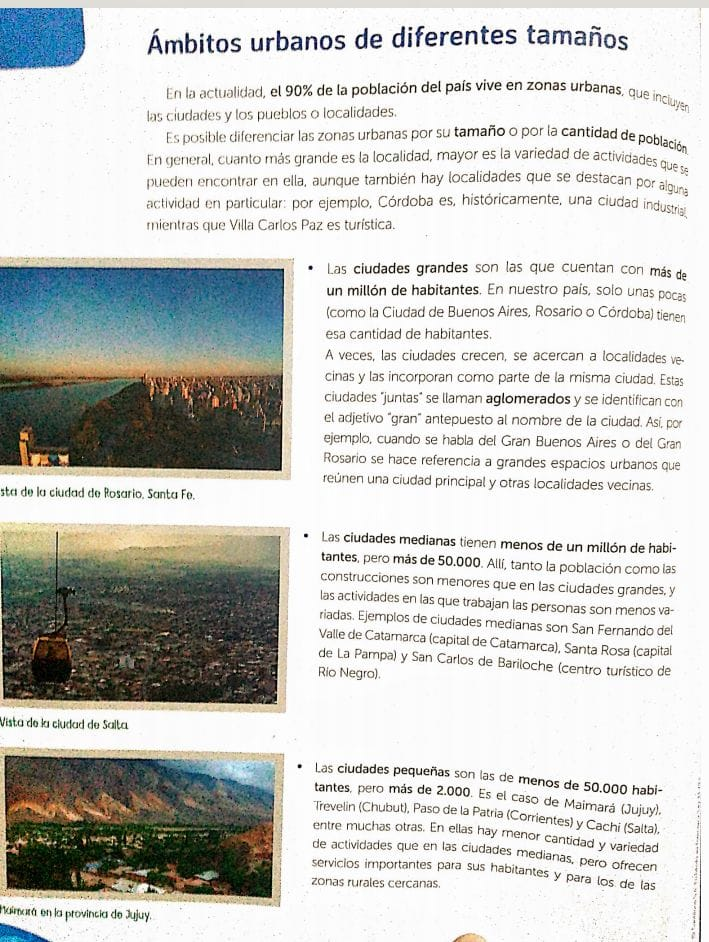 Ámbitos urbanos de diferentes tamaños
En la actualidad, el 90% de la población del país vive en zonas urbanas, que incluyen
las ciudades y los pueblos o localidades.
Es posible diferenciar las zonas urbanas por su tamaño o por la cantidad de población.
En general, cuanto más grande es la localidad, mayor es la variedad de actividades que se
pueden encontrar en ella, aunque también hay localidades que se destacan por alguna
actividad en particular: por ejemplo, Córdoba es, históricamente, una ciudad industrial,
mientras que Villa Carlos Paz es turística.
• Las ciudades grandes son las que cuentan con más de
un millón de habitantes. En nuestro país, solo unas pocas
(como la Ciudad de Buenos Aires, Rosario o Córdoba) tienen
esa cantidad de habitantes.
A veces, las ciudades crecen, se acercan a localidades ve-
cinas y las incorporan como parte de la misma ciudad. Estas
ciudades "juntas" se llaman aglomerados y se identifican con
el adjetivo "gran" antepuesto al nombre de la ciudad. Así, por
ejemplo, cuando se habla del Gran Buenos Aires o del Gran
Rosario se hace referencia a grandes espacios urbanos que
reúnen una ciudad principal y otras localidades vecinas.
sta de la ciudad de Rosario, Santa Fe.
• Las ciudades medianas tienen menos de un millón de habi-
tantes, pero más de 50.000. Allí, tanto la población como las
construcciones son menores que en las ciudades grandes, y
las actividades en las que trabajan las personas son menos va-
riadas. Ejemplos de ciudades medianas son San Fernando del
Valle de Catamarca (capital de Catamarca), Santa Rosa (capital
de La Pampa) y San Carlos de Bariloche (centro turístico de
Río Negro).
Vista de la ciudad de Salta.
• Las ciudades pequeñas son las de menos de 50.000 habi-
tantes, pero más de 2.000. Es el caso de Maimará (Jujuy),
Trevelin (Chubut), Paso de la Patria (Corrientes) y Cachi (Salta),
entre muchas otras. En ellas hay menor cantidad y variedad
de actividades que en las ciudades medianas, pero ofrecen
servicios importantes para sus habitantes y para los de las
zonas rurales cercanas.
Maimará en la provincia de Jujuy.